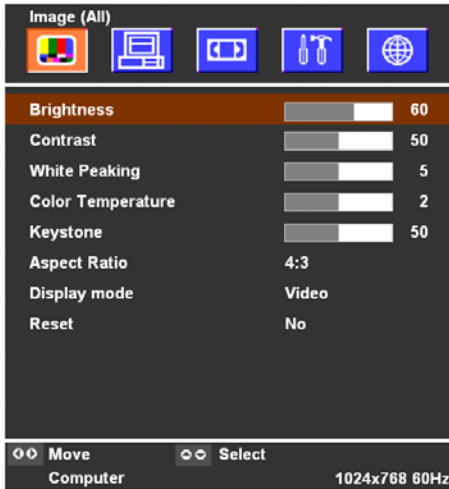 Image (All)
Brightness 60
Contrast 50
White Peaking 5
Color Temperature 2
Keystone 50
Aspect Ratio 4:3
Display mode Video
Reset No
Move Select
Computer 1024x768 60Hz